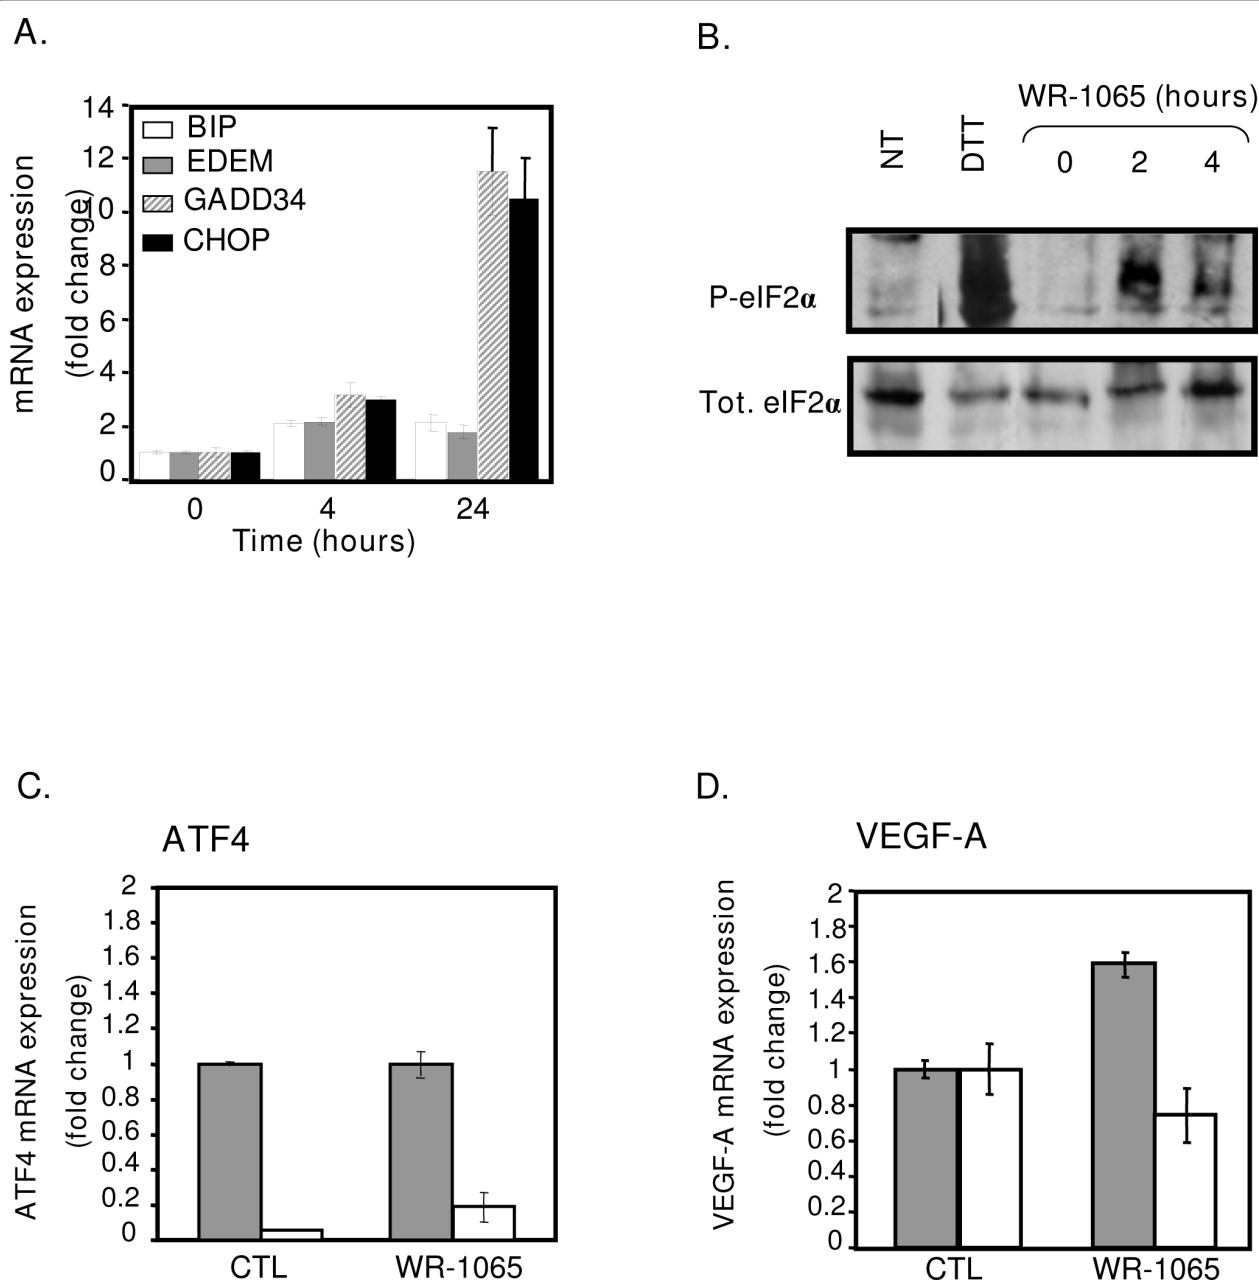 A.
mRNA expression
(fold change)
14
12
10
8
6
4
2
0
BIP
EDEM
GADD34
CHOP
0 4 24
Time (hours)
B.
WR-1065 (hours)
NT DTT 0 2 4
P-eIF2α
Tot. eIF2α
C.
ATF4
ATF4 mRNA expression
(fold change)
2
1.8
1.6
1.4
1.2
1
0.8
0.6
0.4
0.2
0
CTL WR-1065
D.
VEGF-A
VEGF-A mRNA expression
(fold change)
2
1.8
1.6
1.4
1.2
1
0.8
0.6
0.4
0.2
0
CTL WR-1065